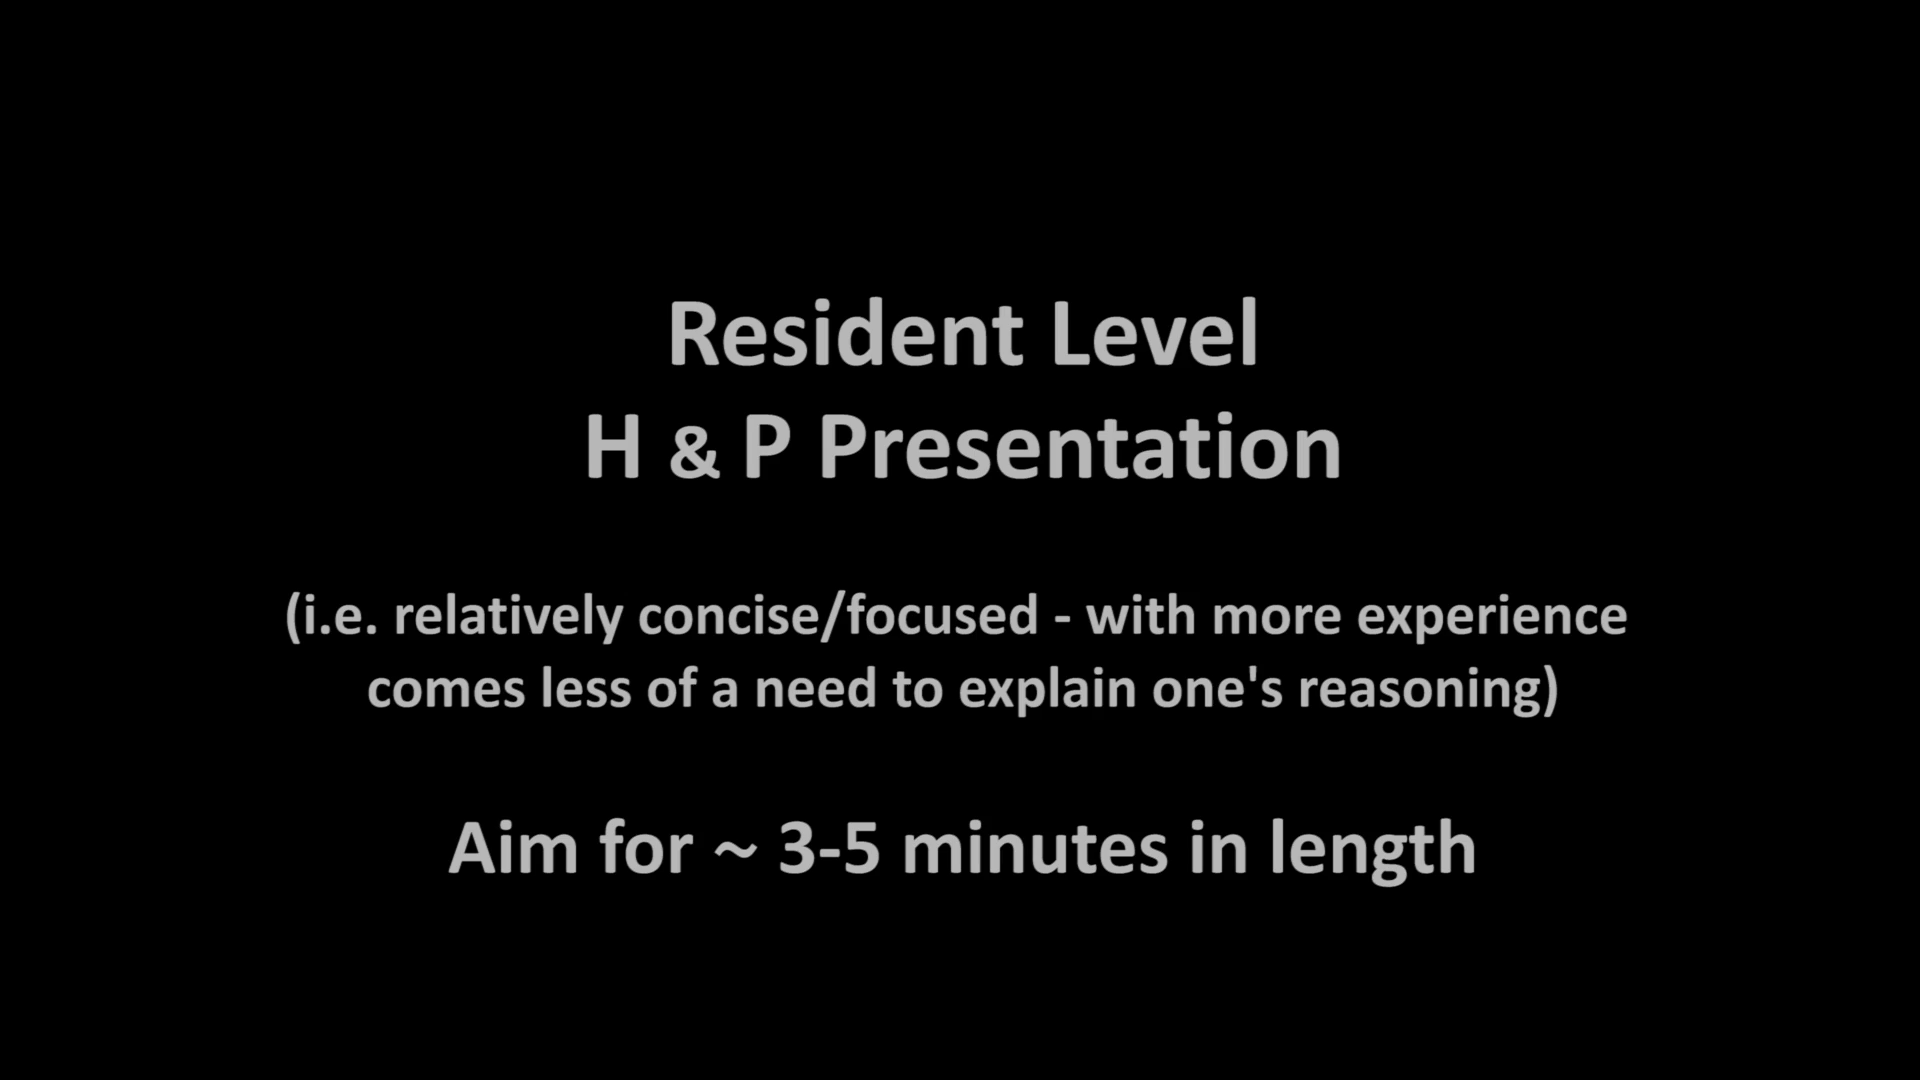 Resident Level
H & P Presentation
(i.e. relatively concise/focused - with more experience
comes less of a need to explain one's reasoning)
Aim for ~ 3-5 minutes in length